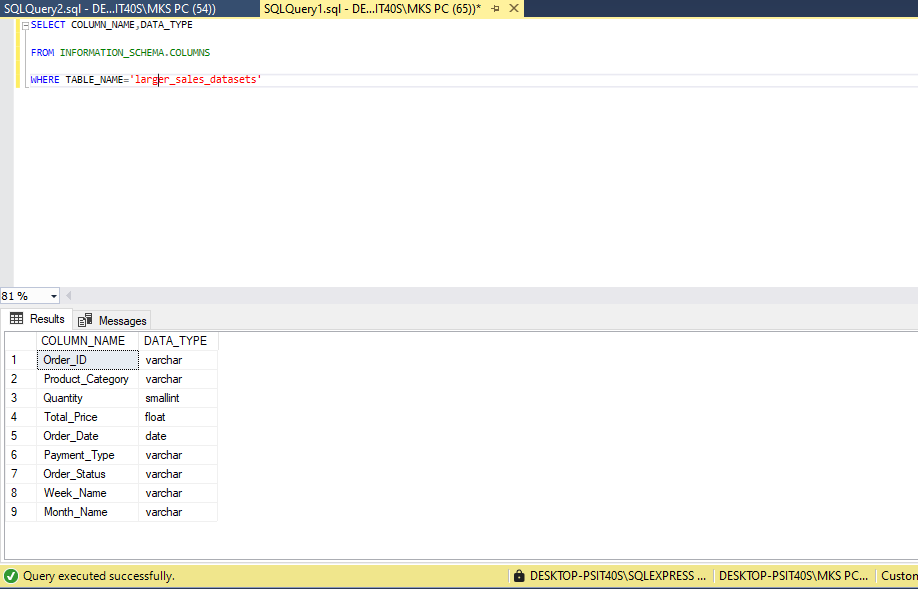 SQLQuery2.sql - DE...IT40S\MKS PC (54))
SQLQuery1.sql - DE...IT40S\MKS PC (65))*
SELECT COLUMN_NAME,DATA_TYPE
FROM INFORMATION_SCHEMA.COLUMNS
WHERE TABLE_NAME='larger_sales_datasets'
81 %
Results Messages
COLUMN_NAME DATA_TYPE
1 Order_ID varchar
2 Product_Category varchar
3 Quantity smallint
4 Total_Price float
5 Order_Date date
6 Payment_Type varchar
7 Order_Status varchar
8 Week_Name varchar
9 Month_Name varchar
Query executed successfully. DESKTOP-PSIT40S\SQLEXPRESS ... DESKTOP-PSIT40S\MKS PC... Custom